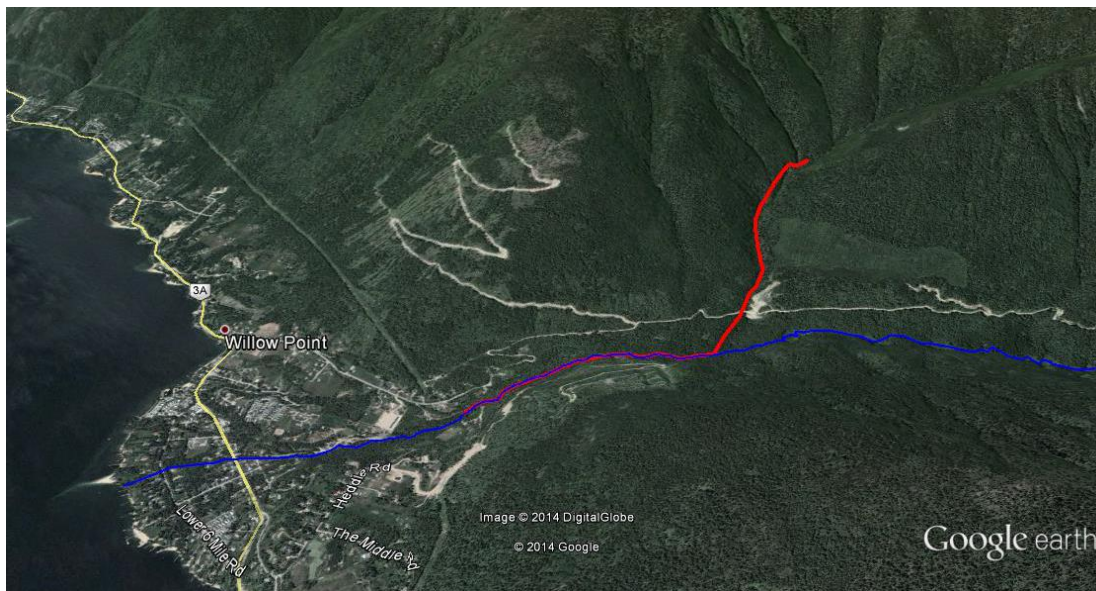 3A
Willow Point
Heddle Rd
Lower 6 Mile Rd
The Middle Rd
Image © 2014 DigitalGlobe
© 2014 Google
Google earth